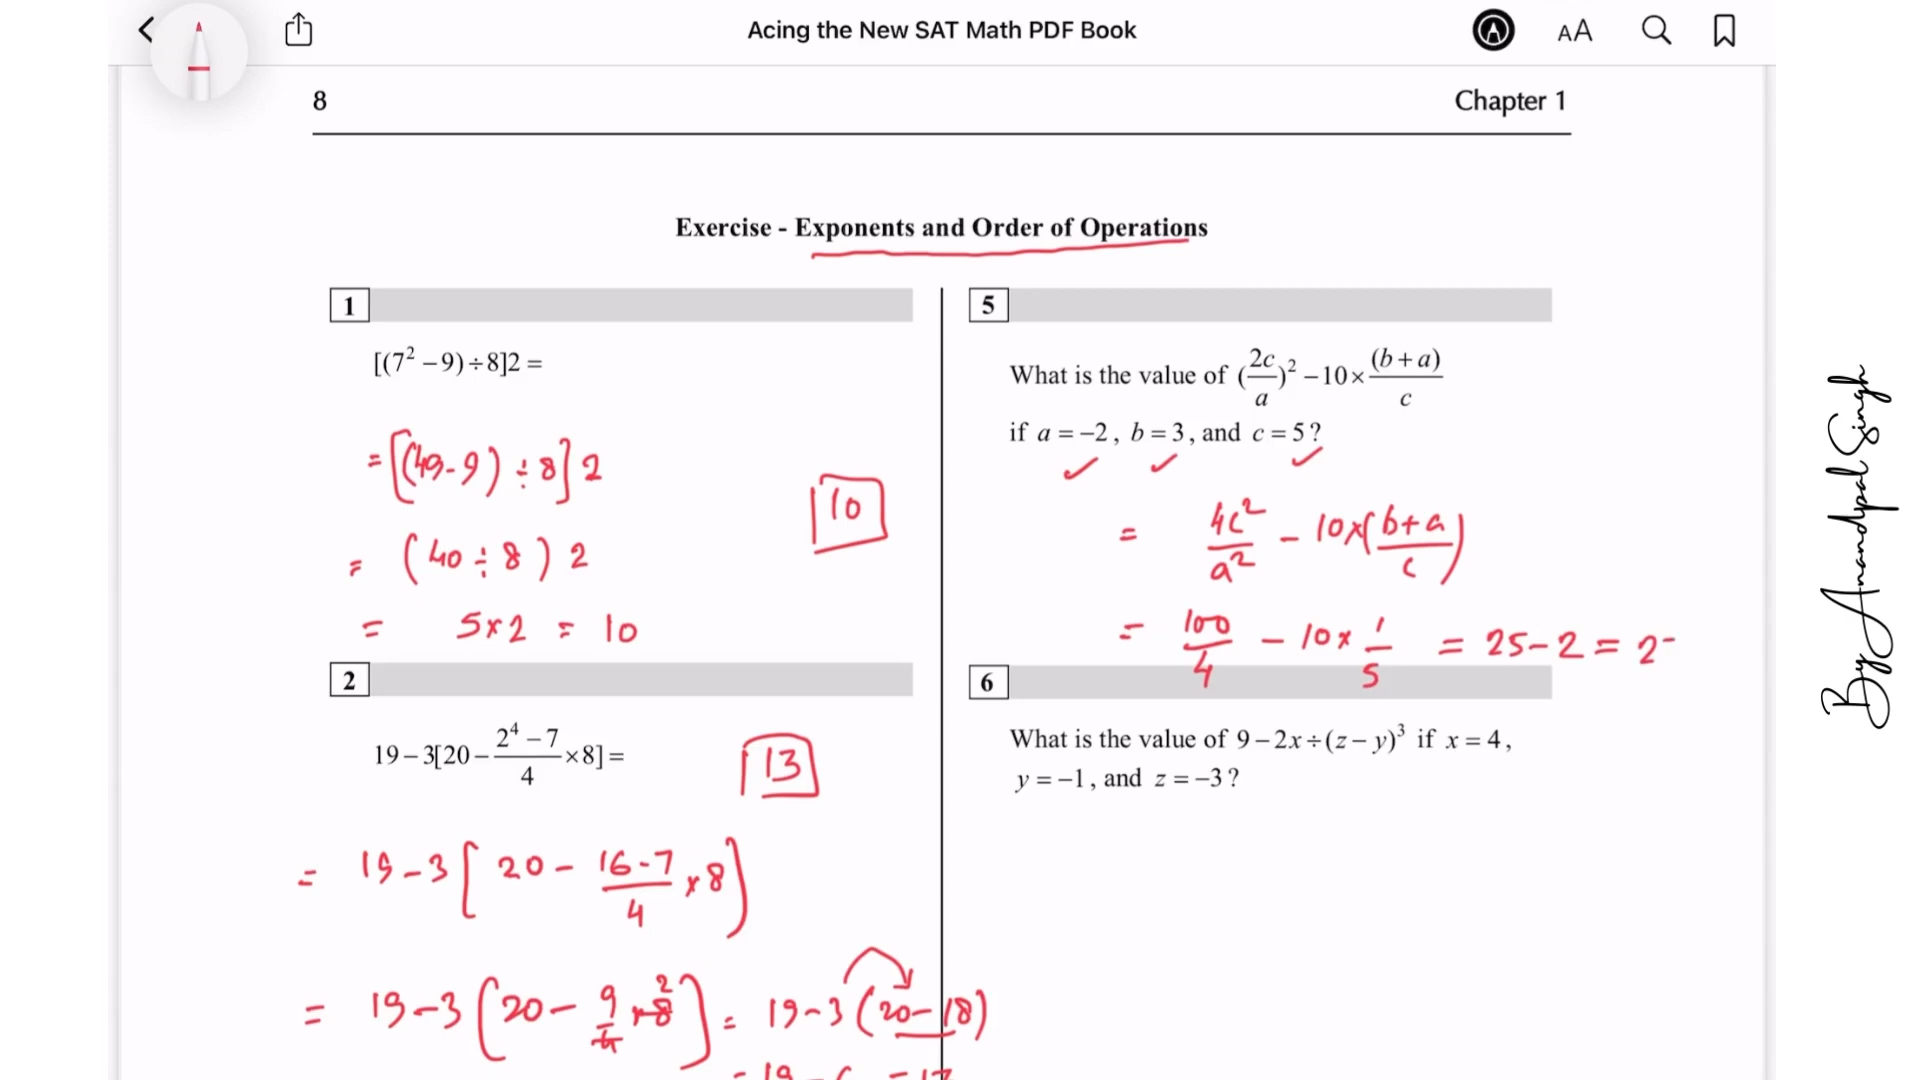 Acing the New SAT Math PDF Book
AA
8
Chapter 1
Exercise - Exponents and Order of Operations
1
[(7² − 9) ÷ 8]2 =
= [(49 - 9) ÷ 8] 2
= (40 ÷ 8) 2
= 5 × 2 = 10
10
2
19 − 3[20 − (2⁴ − 7)/4 × 8] =
13
= 19 - 3 [20 - (16 - 7)/4 × 8)
= 19 - 3 (20 - 9/4 × 8 2) = 19 - 3 (20 - 18)
5
What is the value of (2c/a)² − 10 × (b + a)/c
if a = −2, b = 3, and c = 5?
= 4c²/a² - 10 × (b + a / c)
= 100/4 - 10 × 1/5 = 25 - 2 = 2
6
What is the value of 9 − 2x ÷ (z − y)³ if x = 4,
y = −1, and z = −3?
By Anandpal Singh